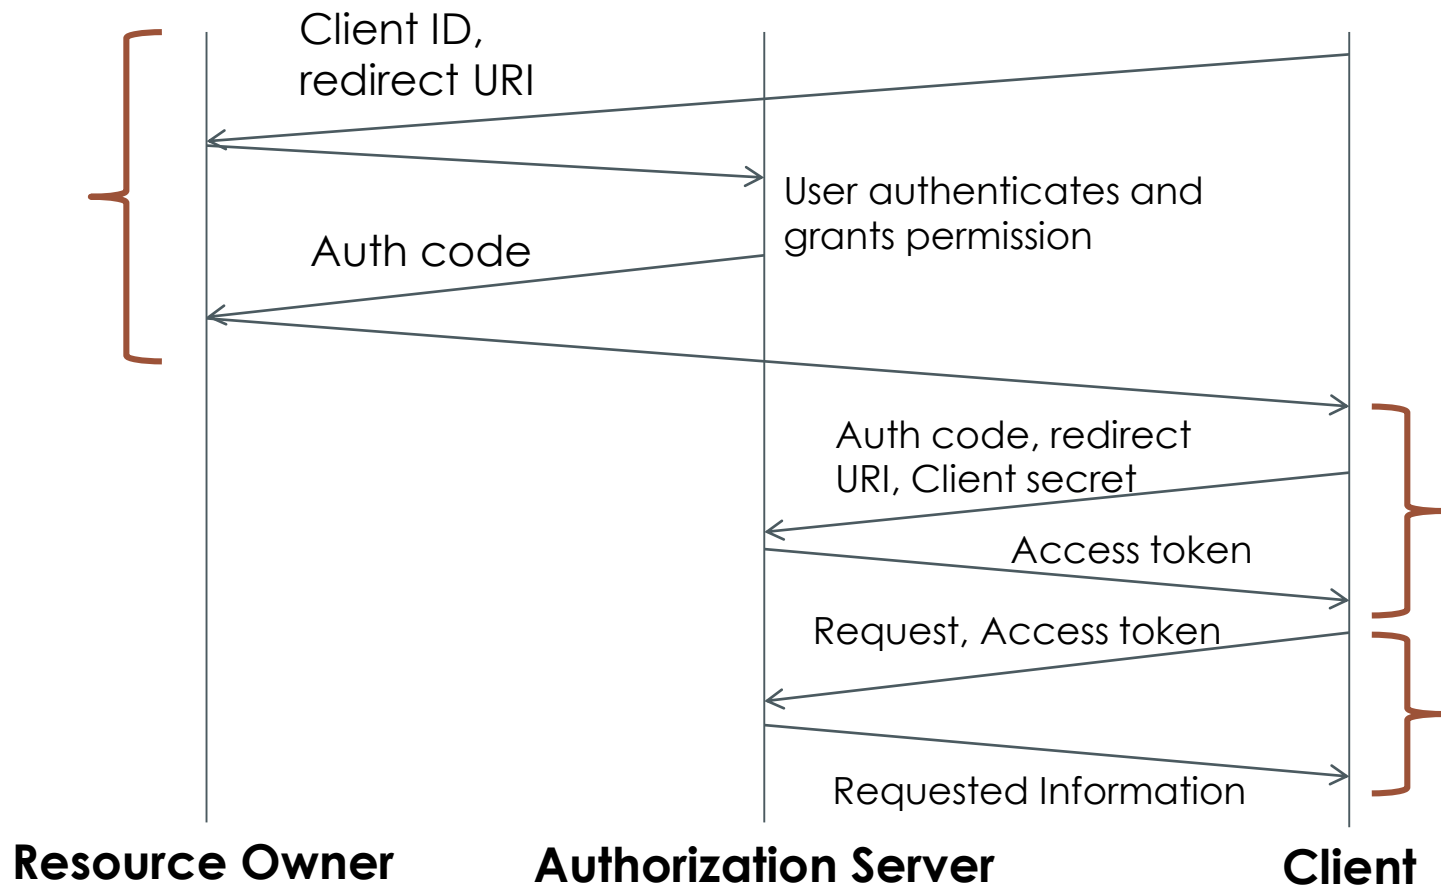 Client ID,
redirect URI
User authenticates and
grants permission
Auth code
Auth code, redirect
URI, Client secret
Access token
Request, Access token
Requested Information
Resource Owner
Authorization Server
Client